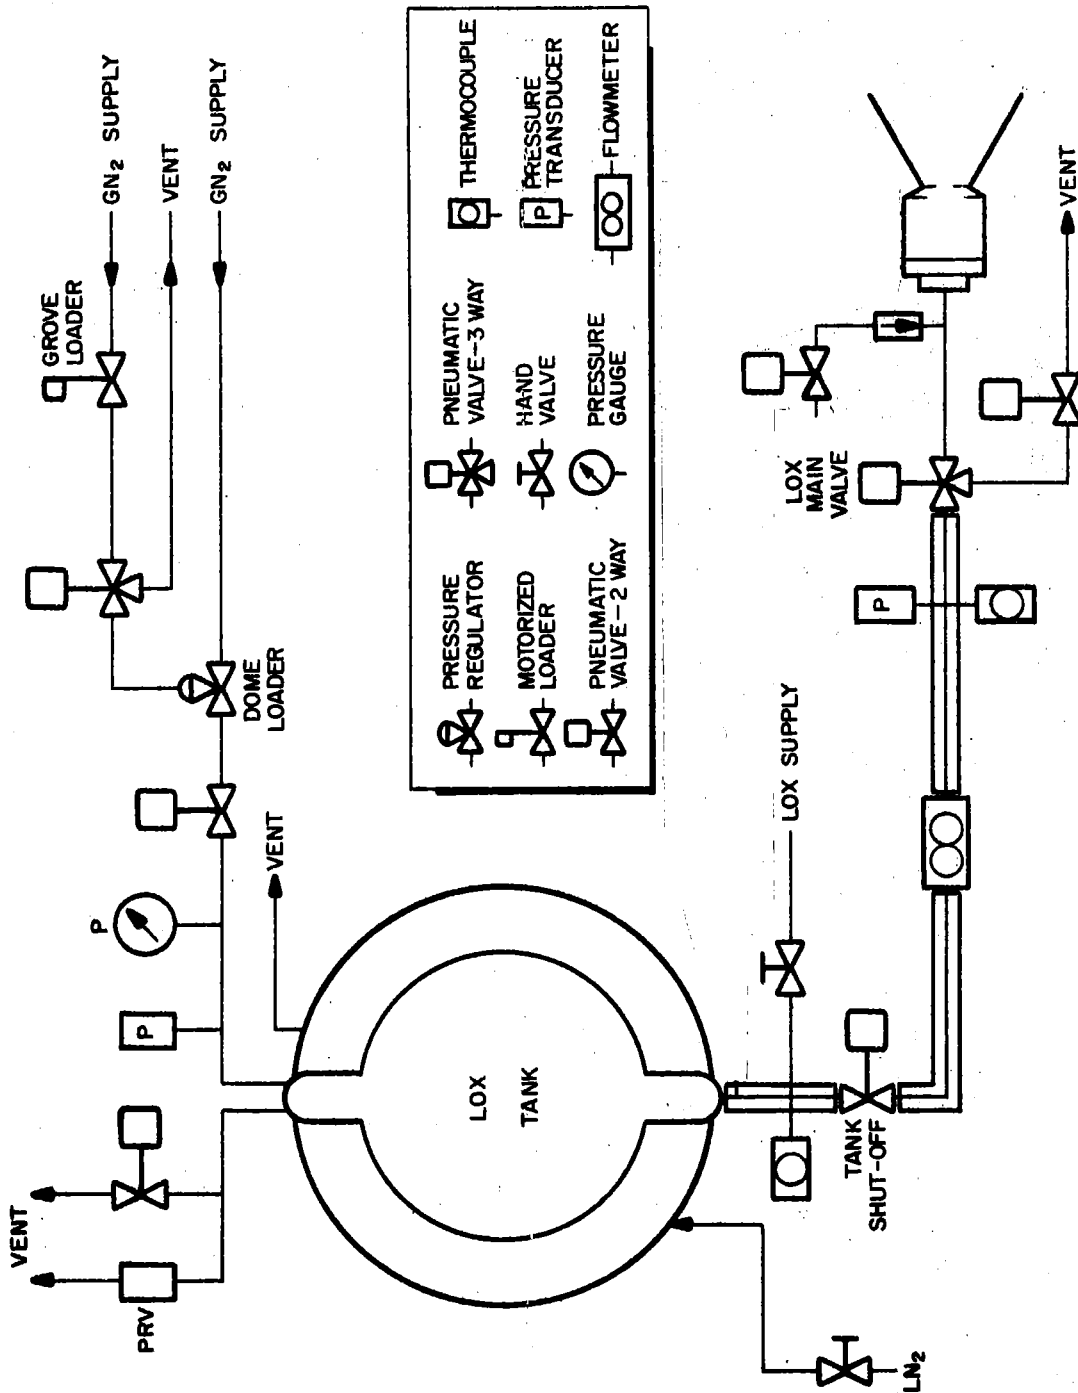 VENT
PRV
P
P
GROVE
LOADER
GN2 SUPPLY
VENT
GN2 SUPPLY
DOME
LOADER
VENT
LOX
TANK
PRESSURE
REGULATOR
PNEUMATIC
VALVE-3 WAY
THERMOCOUPLE
MOTORIZED
LOADER
HAND
VALVE
P
PRESSURE
TRANSDUCER
PNEUMATIC
VALVE-2 WAY
PRESSURE
GAUGE
FLOWMETER
LN2
TANK
SHUT-OFF
LOX SUPPLY
P
LOX
MAIN
VALVE
VENT